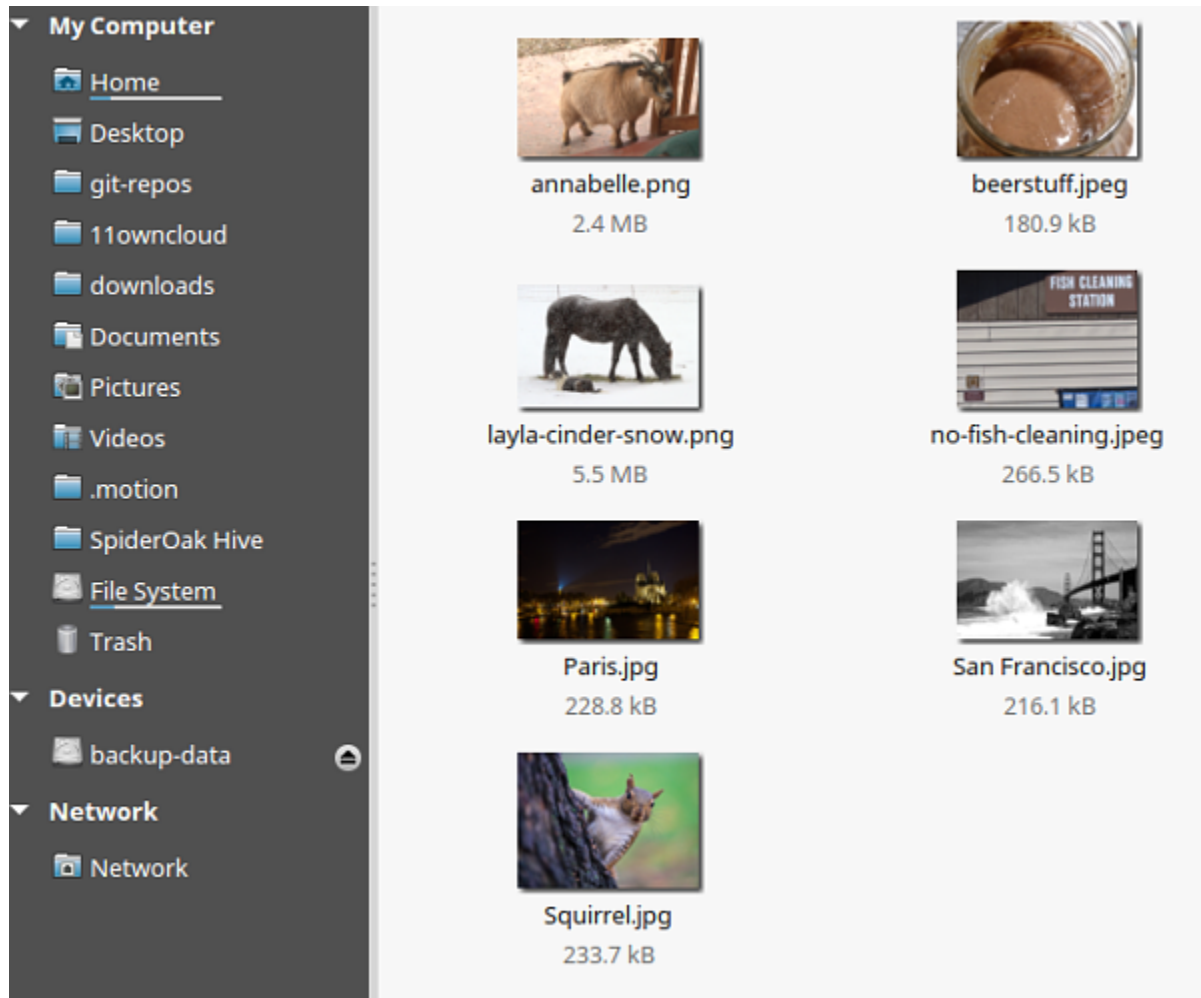 My Computer
Home
Desktop
git-repos
11owncloud
downloads
Documents
Pictures
Videos
.motion
SpiderOak Hive
File System
Trash
Devices
backup-data
Network
Network
annabelle.png
2.4 MB
beerstuff.jpeg
180.9 kB
FISH CLEANING
STATION
layla-cinder-snow.png
5.5 MB
no-fish-cleaning.jpeg
266.5 kB
Paris.jpg
228.8 kB
San Francisco.jpg
216.1 kB
Squirrel.jpg
233.7 kB